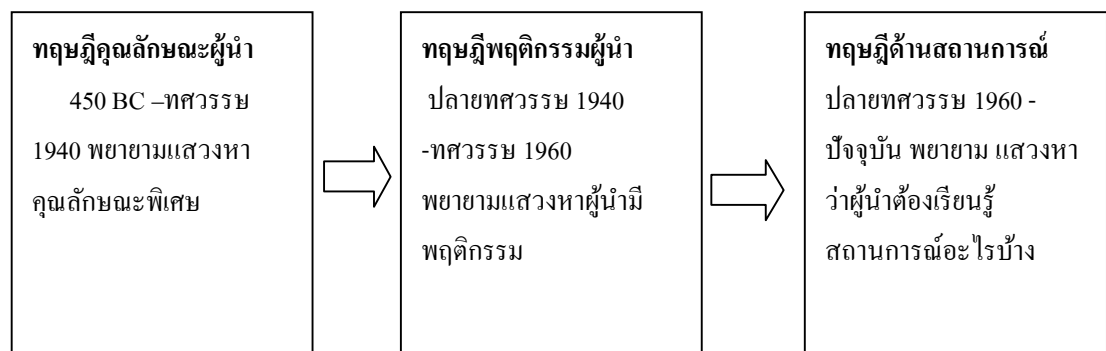 ทฤษฎีคุณลักษณะผู้นำ
450 BC –ทศวรรษ
1940 พยายามแสวงหา
คุณลักษณะพิเศษ
ทฤษฎีพฤติกรรมผู้นำ
ปลายทศวรรษ 1940
-ทศวรรษ 1960
พยายามแสวงหาผู้นำมี
พฤติกรรม
ทฤษฎีด้านสถานการณ์
ปลายทศวรรษ 1960 -
ปัจจุบัน พยายาม แสวงหา
ว่าผู้นำต้องเรียนรู้
สถานการณ์อะไรบ้าง